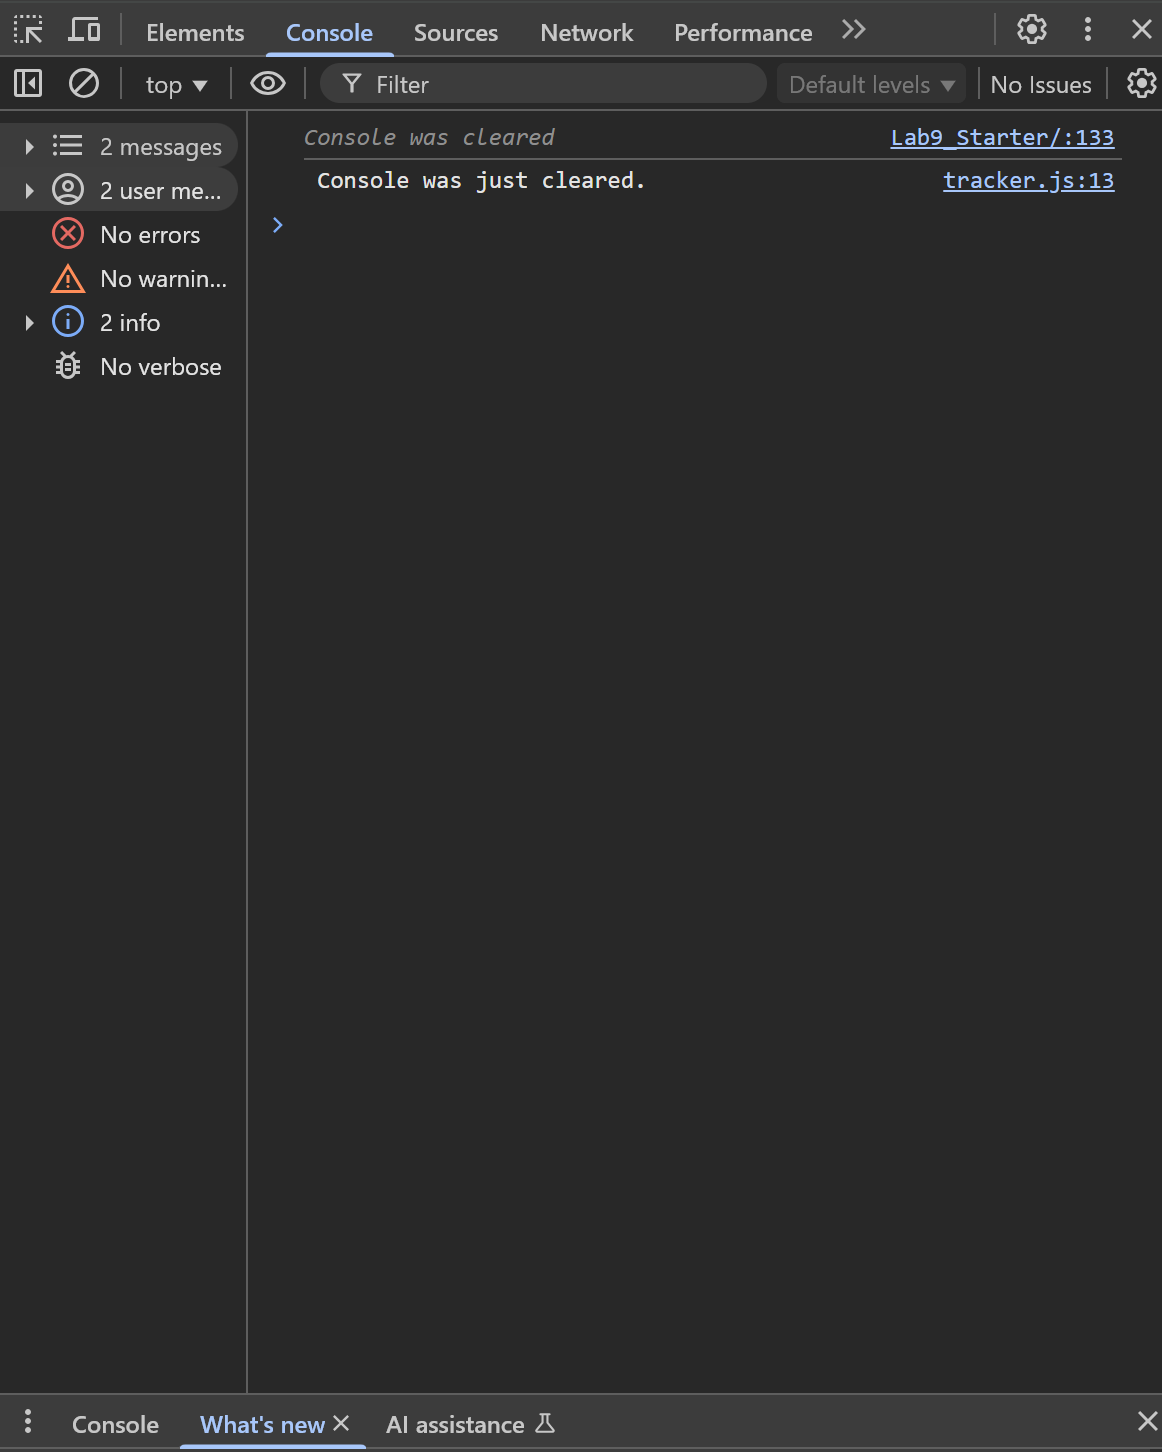 Elements Console Sources Network Performance
top Filter Default levels No Issues
2 messages
2 user me...
No errors
No warnin...
2 info
No verbose
Console was cleared Lab9_Starter/:133
Console was just cleared. tracker.js:13
Console What's new AI assistance